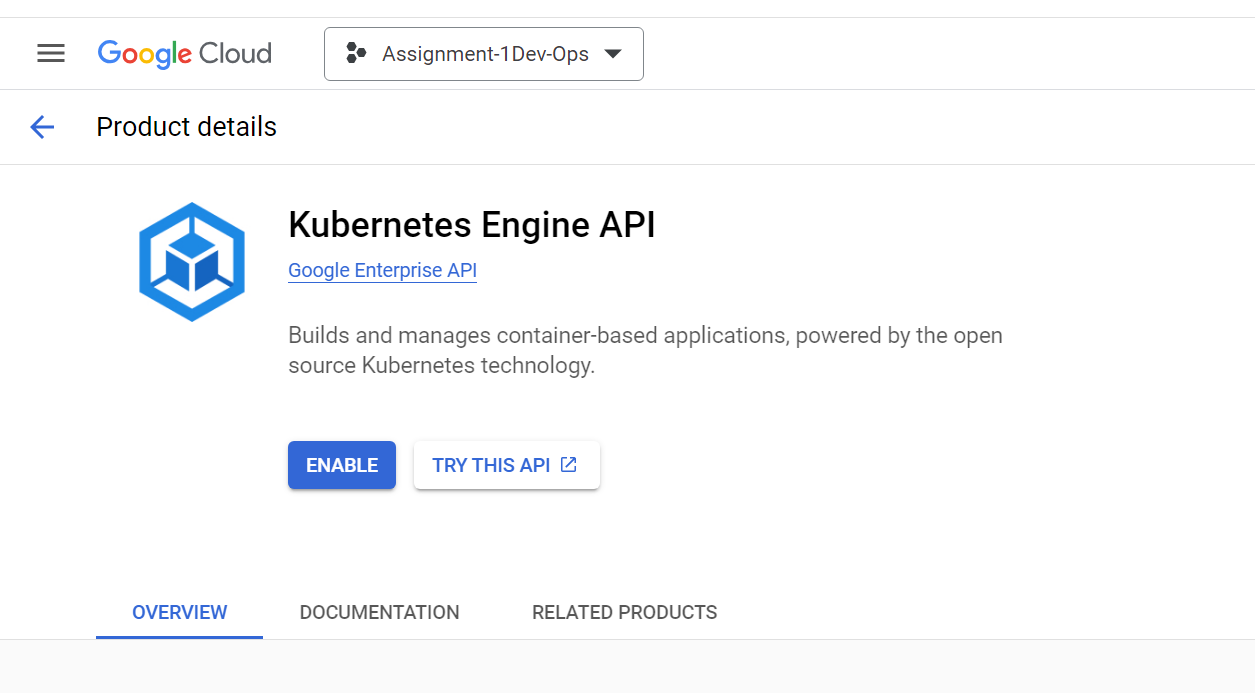 Google Cloud
Assignment-1Dev-Ops
Product details
Kubernetes Engine API
Google Enterprise API
Builds and manages container-based applications, powered by the open
source Kubernetes technology.
ENABLE
TRY THIS API
OVERVIEW
DOCUMENTATION
RELATED PRODUCTS